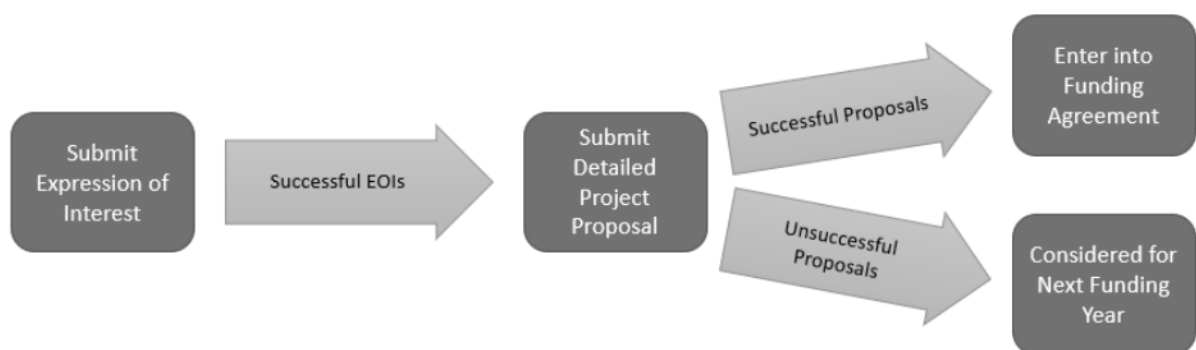 Submit
Expression of
Interest
Successful EOIs
Submit
Detailed
Project
Proposal
Successful Proposals
Enter into
Funding
Agreement
Unsuccessful
Proposals
Considered for
Next Funding
Year